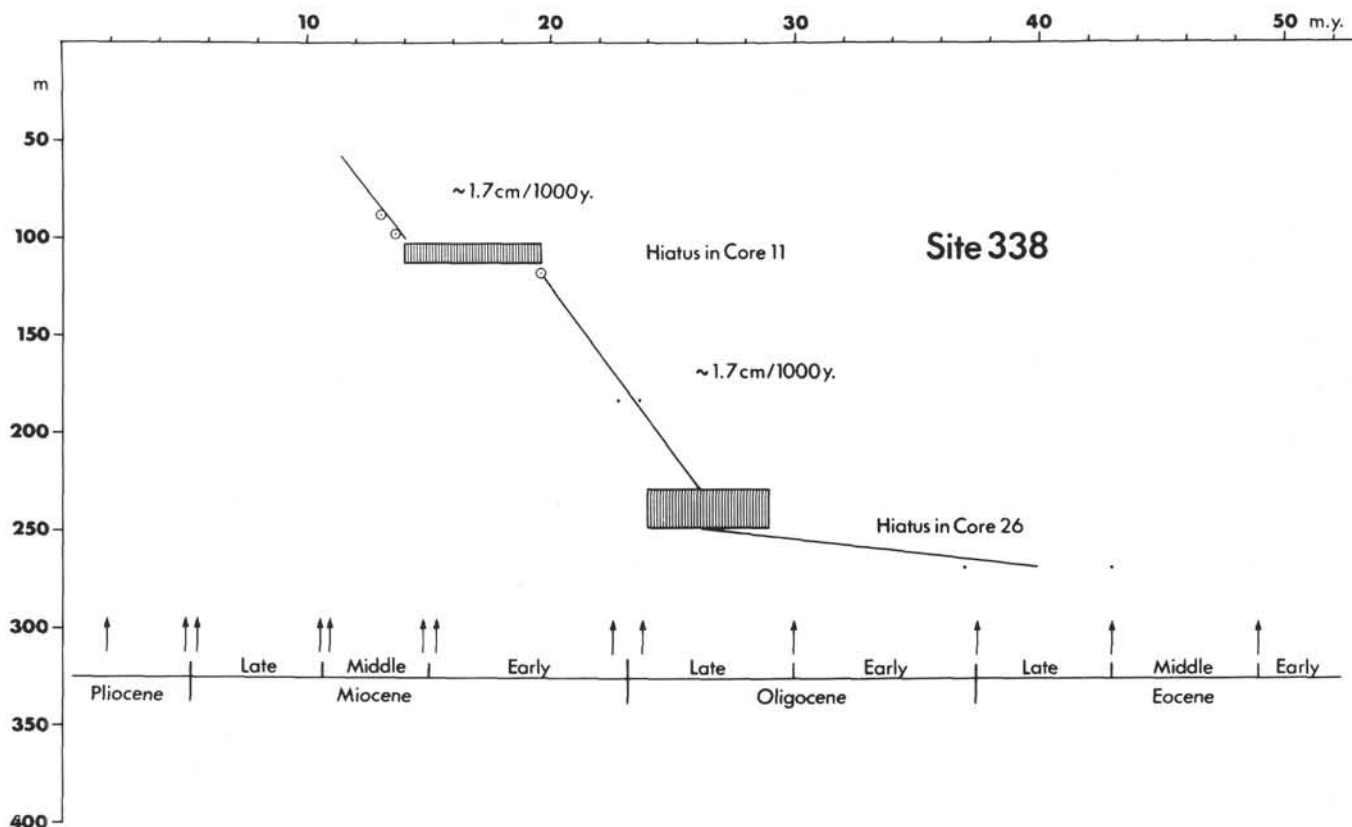 10 20 30 40 50 m.y.
m
50
~1.7cm/1000y.
100
Hiatus in Core 11
Site 338
150
~1.7cm/1000y.
200
250
Hiatus in Core 26
300
Late Middle Early Late Early Late Middle Early
Pliocene Miocene Oligocene Eocene
350
400